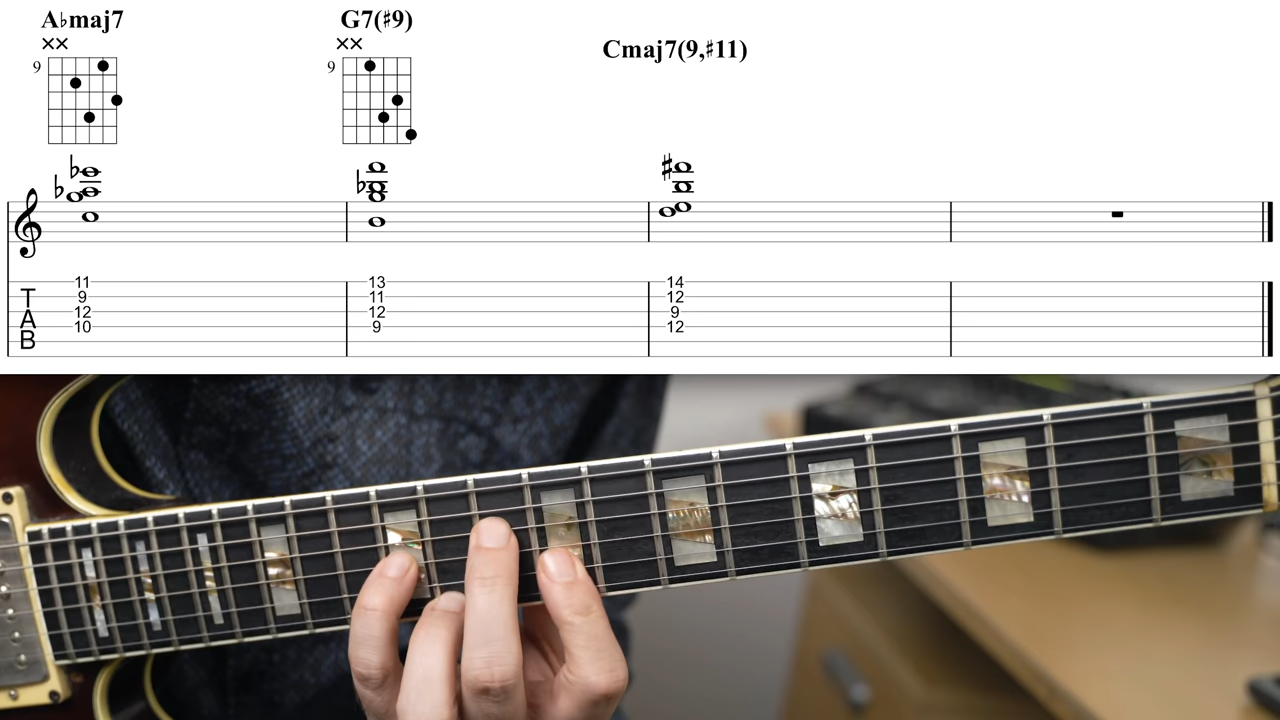 A♭maj7 G7(♯9) Cmaj7(9,♯11)
×× ××
9 9
T
A
B
11 13 14
9 11 12
12 12 9
10 9 12